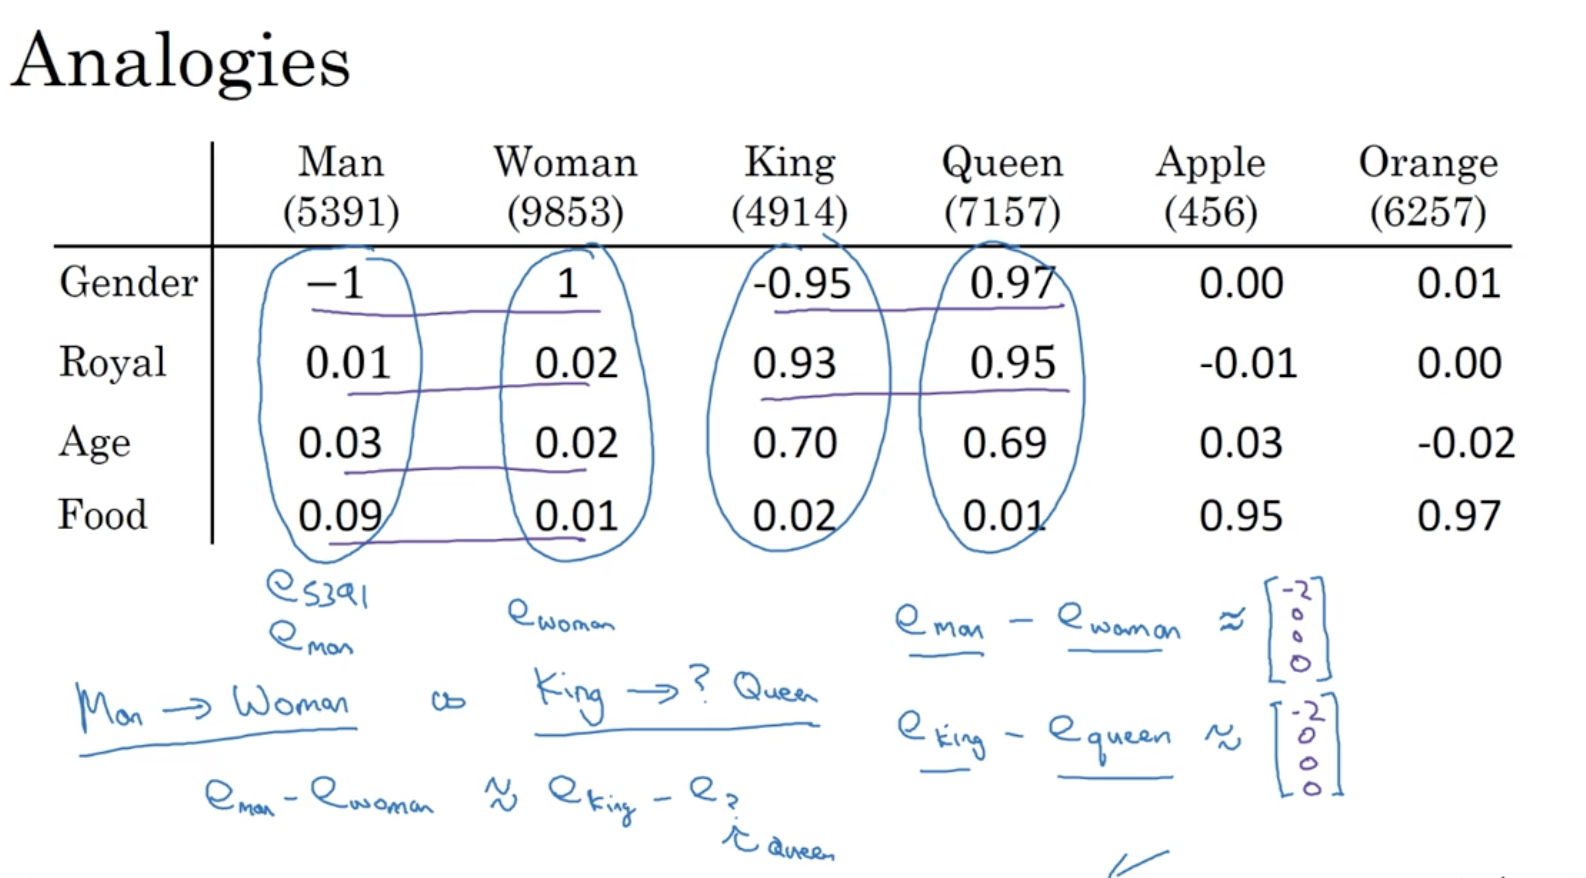 Analogies
Man Woman King Queen Apple Orange
(5391) (9853) (4914) (7157) (456) (6257)
Gender −1 1 -0.95 0.97 0.00 0.01
Royal 0.01 0.02 0.93 0.95 -0.01 0.00
Age 0.03 0.02 0.70 0.69 0.03 -0.02
Food 0.09 0.01 0.02 0.01 0.95 0.97
e5391
eman
ewoman
eman - ewoman ≈ [-2 0 0 0]
Man → Woman as King →? Queen
eking - equeen ≈ [-2 0 0 0]
eman - ewoman ≈ eking - e?
↑ Queen